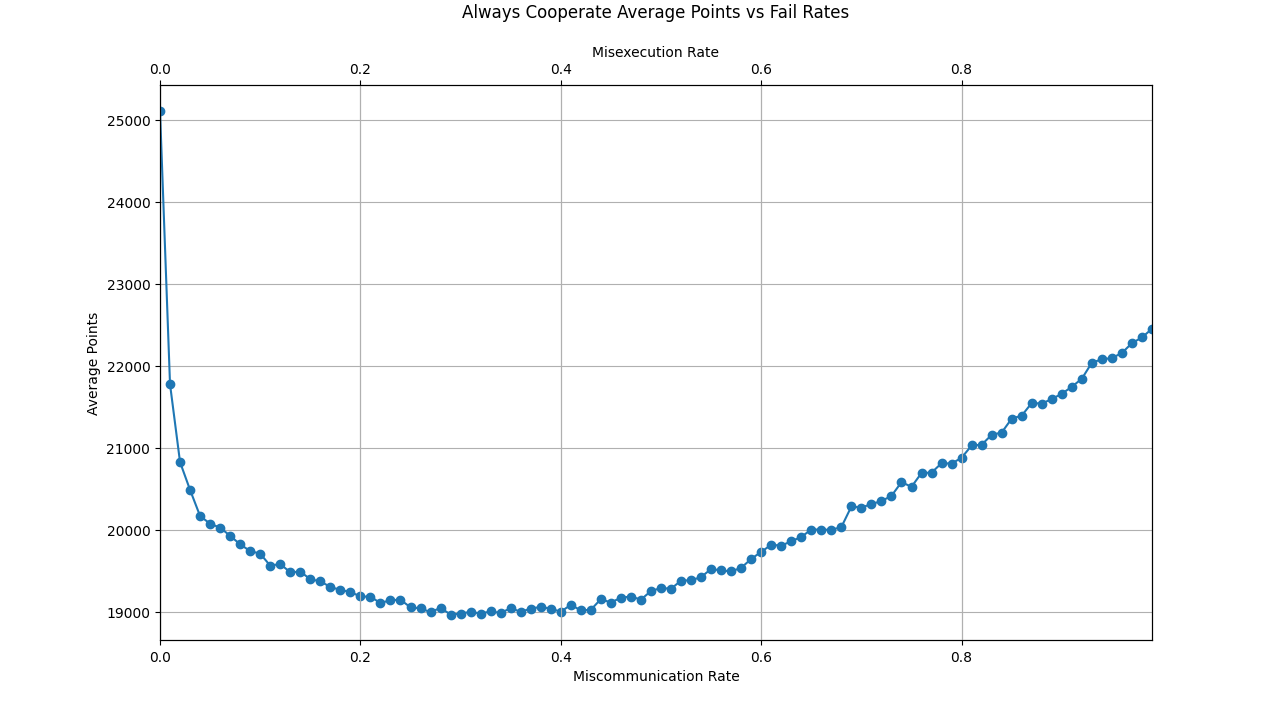 Always Cooperate Average Points vs Fail Rates
Misexecution Rate
0.0 0.2 0.4 0.6 0.8
25000
24000
23000
22000
21000
20000
19000
Average Points
0.0 0.2 0.4 0.6 0.8
Miscommunication Rate